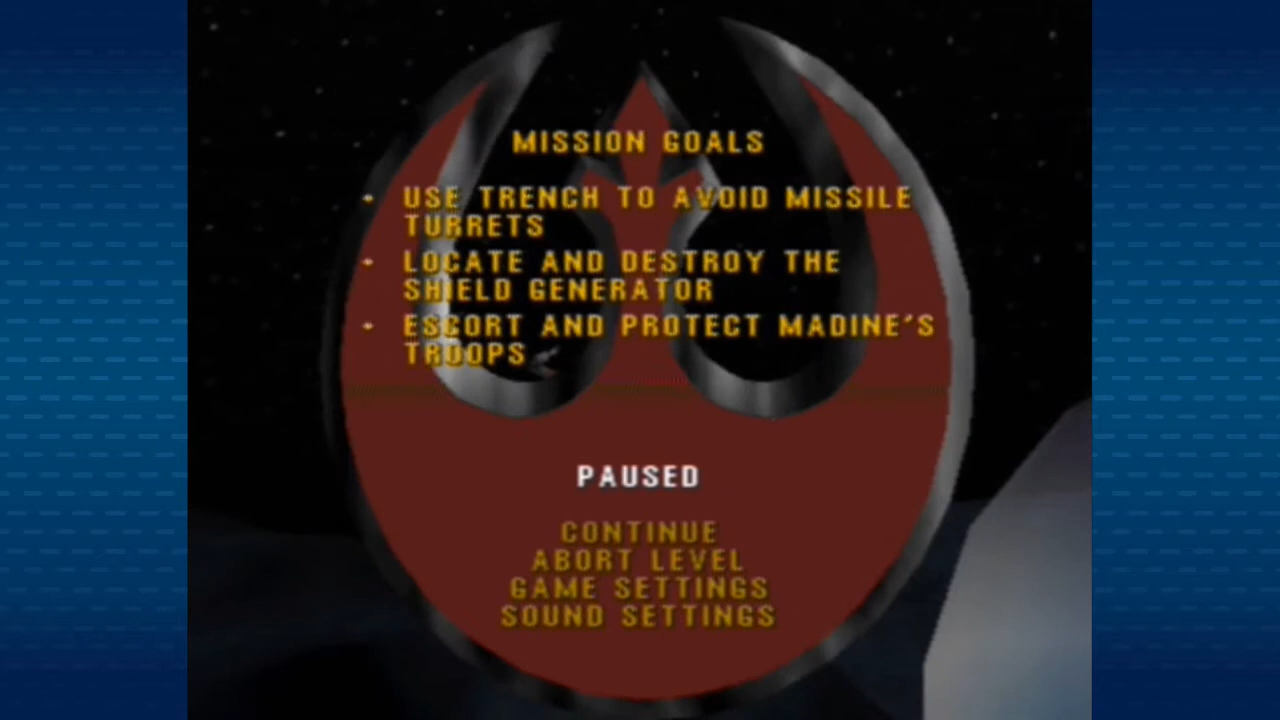 MISSION GOALS
• USE TRENCH TO AVOID MISSILE
TURRETS
• LOCATE AND DESTROY THE
SHIELD GENERATOR
• ESCORT AND PROTECT MADINE'S
TROOPS
PAUSED
CONTINUE
ABORT LEVEL
GAME SETTINGS
SOUND SETTINGS